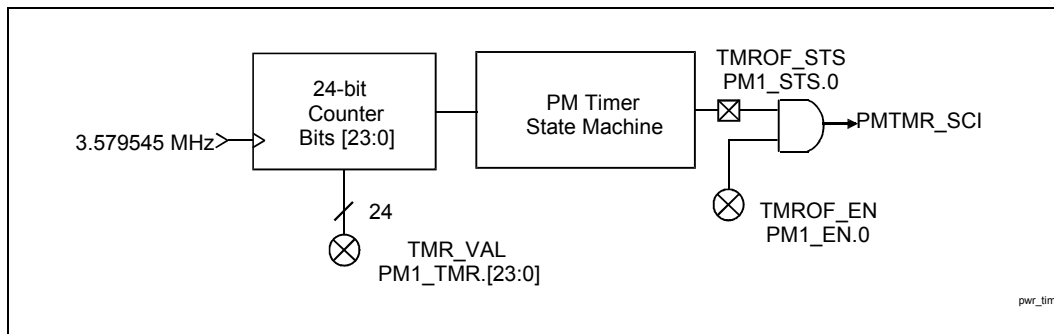 24-bit
Counter
Bits [23:0]
PM Timer
State Machine
TMROF_STS
PM1_STS.0
3.579545 MHz
PMTMR_SCI
24
TMR_VAL
PM1_TMR.[23:0]
TMROF_EN
PM1_EN.0
pwr_tim